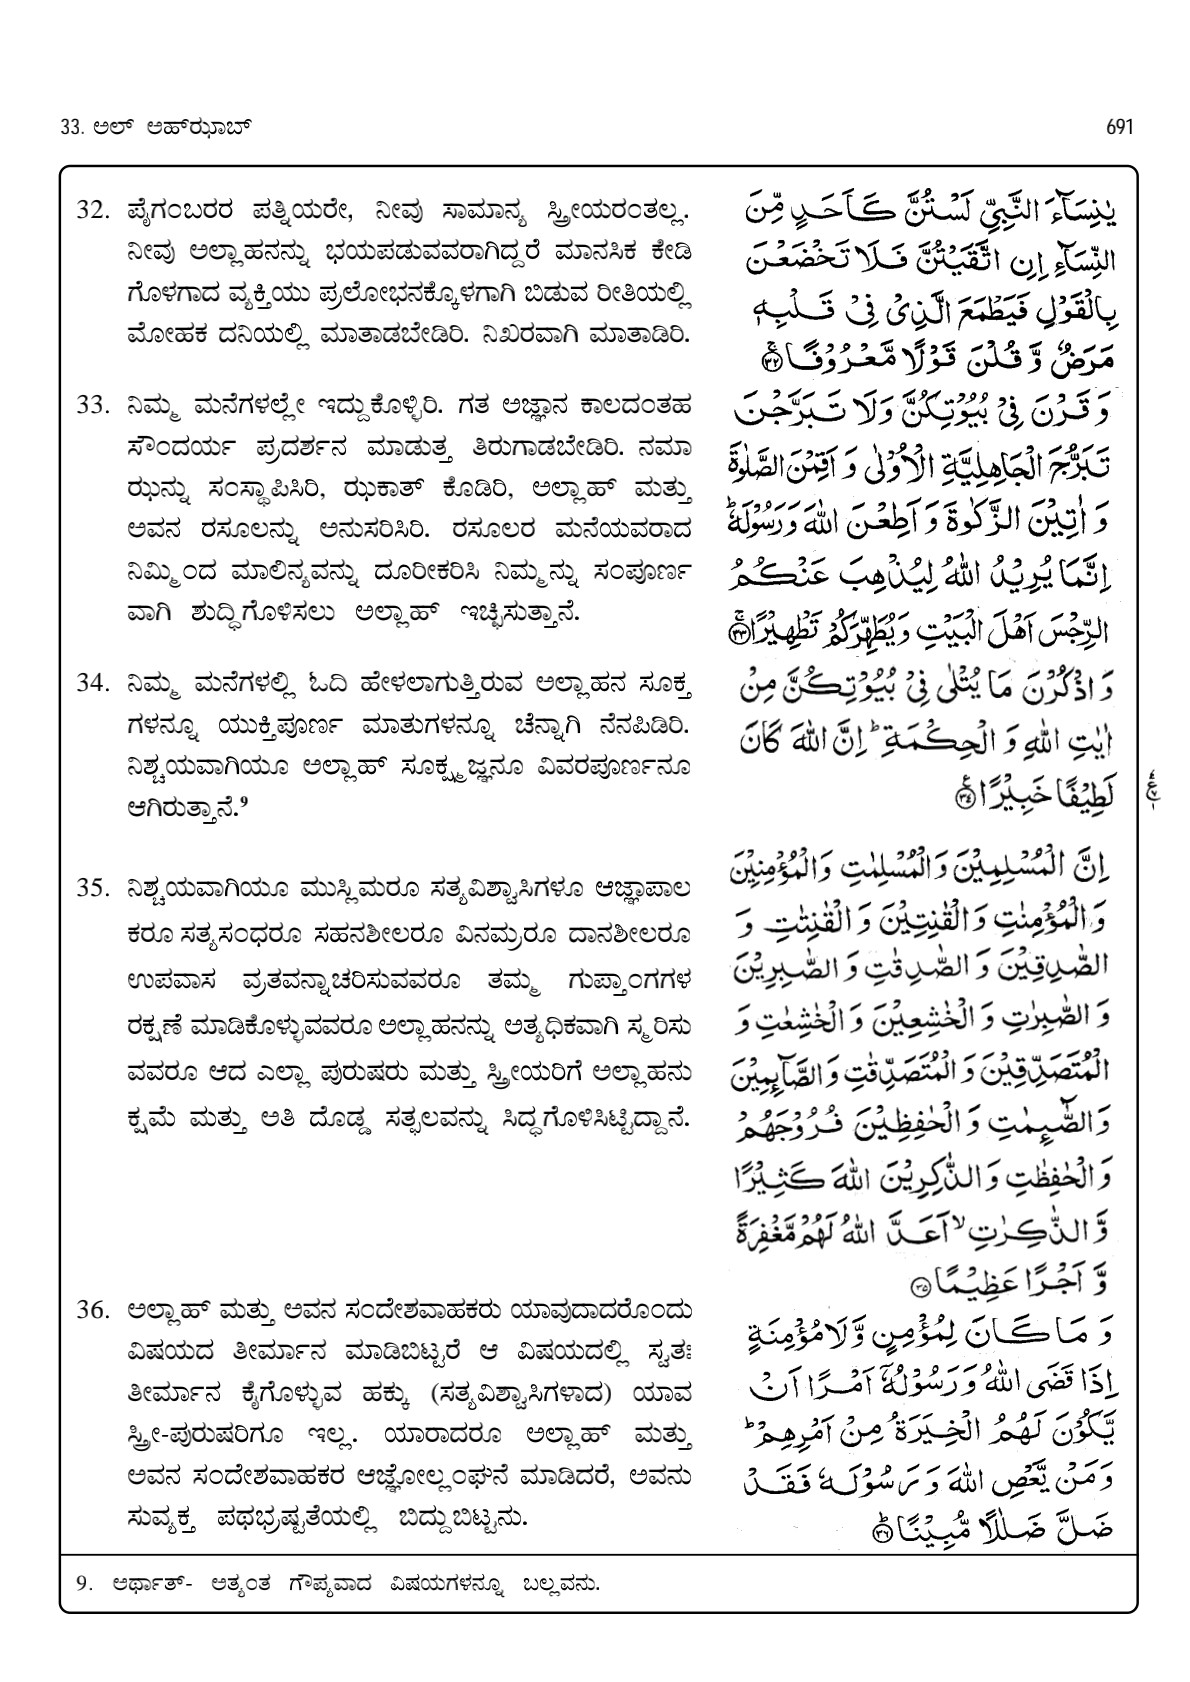 33. ಅಲ್ ಅಹ್‌ಝಾಬ್
691
32. ಪೈಗಂಬರರ ಪತ್ನಿಯರೇ, ನೀವು ಸಾಮಾನ್ಯ ಸ್ತ್ರೀಯರಂತಲ್ಲ.
ನೀವು ಅಲ್ಲಾಹನನ್ನು ಭಯಪಡುವವರಾಗಿದ್ದರೆ ಮಾನಸಿಕ ಕೇಡಿ
ಗೊಳಗಾದ ವ್ಯಕ್ತಿಯು ಪ್ರಲೋಭನಕ್ಕೊಳಗಾಗಿ ಬಿಡುವ ರೀತಿಯಲ್ಲಿ
ಮೋಹಕ ದನಿಯಲ್ಲಿ ಮಾತಾಡಬೇಡಿರಿ. ನಿಖರವಾಗಿ ಮಾತಾಡಿರಿ.
33. ನಿಮ್ಮ ಮನೆಗಳಲ್ಲೇ ಇದ್ದುಕೊಳ್ಳಿರಿ. ಗತ ಅಜ್ಞಾನ ಕಾಲದಂತಹ
ಸೌಂದರ್ಯ ಪ್ರದರ್ಶನ ಮಾಡುತ್ತ ತಿರುಗಾಡಬೇಡಿರಿ. ನಮಾ
ಝನ್ನು ಸಂಸ್ಥಾಪಿಸಿರಿ, ಝಕಾತ್ ಕೊಡಿರಿ, ಅಲ್ಲಾಹ್ ಮತ್ತು
ಅವನ ರಸೂಲನ್ನು ಅನುಸರಿಸಿರಿ. ರಸೂಲರ ಮನೆಯವರಾದ
ನಿಮ್ಮಿಂದ ಮಾಲಿನ್ಯವನ್ನು ದೂರೀಕರಿಸಿ ನಿಮ್ಮನ್ನು ಸಂಪೂರ್ಣ
ವಾಗಿ ಶುದ್ಧಿಗೊಳಿಸಲು ಅಲ್ಲಾಹ್ ಇಚ್ಛಿಸುತ್ತಾನೆ.
34. ನಿಮ್ಮ ಮನೆಗಳಲ್ಲಿ ಓದಿ ಹೇಳಲಾಗುತ್ತಿರುವ ಅಲ್ಲಾಹನ ಸೂಕ್ತ
ಗಳನ್ನೂ ಯುಕ್ತಿಪೂರ್ಣ ಮಾತುಗಳನ್ನೂ ಚೆನ್ನಾಗಿ ನೆನಪಿಡಿರಿ.
ನಿಶ್ಚಯವಾಗಿಯೂ ಅಲ್ಲಾಹ್ ಸೂಕ್ಷ್ಮಜ್ಞನೂ ವಿವರಪೂರ್ಣನೂ
ಆಗಿರುತ್ತಾನೆ.⁹
35. ನಿಶ್ಚಯವಾಗಿಯೂ ಮುಸ್ಲಿಮರೂ ಸತ್ಯವಿಶ್ವಾಸಿಗಳೂ ಆಜ್ಞಾಪಾಲ
ಕರೂ ಸತ್ಯಸಂಧರೂ ಸಹನಶೀಲರೂ ವಿನಮ್ರರೂ ದಾನಶೀಲರೂ
ಉಪವಾಸ ವ್ರತವನ್ನಾಚರಿಸುವವರೂ ತಮ್ಮ ಗುಪ್ತಾಂಗಗಳ
ರಕ್ಷಣೆ ಮಾಡಿಕೊಳ್ಳುವವರೂ ಅಲ್ಲಾಹನನ್ನು ಅತ್ಯಧಿಕವಾಗಿ ಸ್ಮರಿಸು
ವವರೂ ಆದ ಎಲ್ಲಾ ಪುರುಷರು ಮತ್ತು ಸ್ತ್ರೀಯರಿಗೆ ಅಲ್ಲಾಹನು
ಕ್ಷಮೆ ಮತ್ತು ಅತಿ ದೊಡ್ಡ ಸತ್ಫಲವನ್ನು ಸಿದ್ಧಗೊಳಿಸಿಟ್ಟಿದ್ದಾನೆ.
36. ಅಲ್ಲಾಹ್ ಮತ್ತು ಅವನ ಸಂದೇಶವಾಹಕರು ಯಾವುದಾದರೊಂದು
ವಿಷಯದ ತೀರ್ಮಾನ ಮಾಡಿಬಿಟ್ಟರೆ ಆ ವಿಷಯದಲ್ಲಿ ಸ್ವತಃ
ತೀರ್ಮಾನ ಕೈಗೊಳ್ಳುವ ಹಕ್ಕು (ಸತ್ಯವಿಶ್ವಾಸಿಗಳಾದ) ಯಾವ
ಸ್ತ್ರೀ-ಪುರುಷರಿಗೂ ಇಲ್ಲ. ಯಾರಾದರೂ ಅಲ್ಲಾಹ್ ಮತ್ತು
ಅವನ ಸಂದೇಶವಾಹಕರ ಆಜ್ಞೋಲ್ಲಂಘನೆ ಮಾಡಿದರೆ, ಅವನು
ಸುವ್ಯಕ್ತ ಪಥಭ್ರಷ್ಟತೆಯಲ್ಲಿ ಬಿದ್ದುಬಿಟ್ಟನು.
يٰنِسَآءَ النَّبِيِّ لَسْتُنَّ كَاَحَدٍ مِّنَ
النِّسَآءِ اِنِ اتَّقَيْتُنَّ فَلَا تَخْضَعْنَ
بِالْقَوْلِ فَيَطْمَعَ الَّذِيْ فِيْ قَلْبِهٖ
مَرَضٌ وَّ قُلْنَ قَوْلًا مَّعْرُوْفًا ۝٣٢
وَ قَرْنَ فِيْ بُيُوْتِكُنَّ وَلَا تَبَرَّجْنَ
تَبَرُّجَ الْجَاهِلِيَّةِ الْاُوْلٰى وَ اَقِمْنَ الصَّلٰوةَ
وَ اٰتِيْنَ الزَّكٰوةَ وَ اَطِعْنَ اللّٰهَ وَرَسُوْلَهٗ ؕ
اِنَّمَا يُرِيْدُ اللّٰهُ لِيُذْهِبَ عَنْكُمُ
الرِّجْسَ اَهْلَ الْبَيْتِ وَيُطَهِّرَكُمْ تَطْهِيْرًا ۝٣٣
وَ اذْكُرْنَ مَا يُتْلٰى فِيْ بُيُوْتِكُنَّ مِنْ
اٰيٰتِ اللّٰهِ وَ الْحِكْمَةِ ؕ اِنَّ اللّٰهَ كَانَ
لَطِيْفًا خَبِيْرًا ۝٣٤
اِنَّ الْمُسْلِمِيْنَ وَالْمُسْلِمٰتِ وَالْمُؤْمِنِيْنَ
وَالْمُؤْمِنٰتِ وَالْقٰنِتِيْنَ وَ الْقٰنِتٰتِ وَ
الصّٰدِقِيْنَ وَ الصّٰدِقٰتِ وَ الصّٰبِرِيْنَ
وَ الصّٰبِرٰتِ وَ الْخٰشِعِيْنَ وَ الْخٰشِعٰتِ وَ
الْمُتَصَدِّقِيْنَ وَ الْمُتَصَدِّقٰتِ وَ الصَّآىِٕمِيْنَ
وَ الصّٰٓىِٕمٰتِ وَ الْحٰفِظِيْنَ فُرُوْجَهُمْ
وَ الْحٰفِظٰتِ وَ الذّٰكِرِيْنَ اللّٰهَ كَثِيْرًا
وَّ الذّٰكِرٰتِ ۙ اَعَدَّ اللّٰهُ لَهُمْ مَّغْفِرَةً
وَّ اَجْرًا عَظِيْمًا ۝٣٥
وَ مَا كَانَ لِمُؤْمِنٍ وَّلَا مُؤْمِنَةٍ
اِذَا قَضَى اللّٰهُ وَ رَسُوْلُهٗٓ اَمْرًا اَنْ
يَّكُوْنَ لَهُمُ الْخِيَرَةُ مِنْ اَمْرِهِمْ ؕ
وَمَنْ يَّعْصِ اللّٰهَ وَ رَسُوْلَهٗ فَقَدْ
ضَلَّ ضَلٰلًا مُّبِيْنًا ۝٣٦
9. ಅರ್ಥಾತ್- ಅತ್ಯಂತ ಗೌಪ್ಯವಾದ ವಿಷಯಗಳನ್ನೂ ಬಲ್ಲವನು.